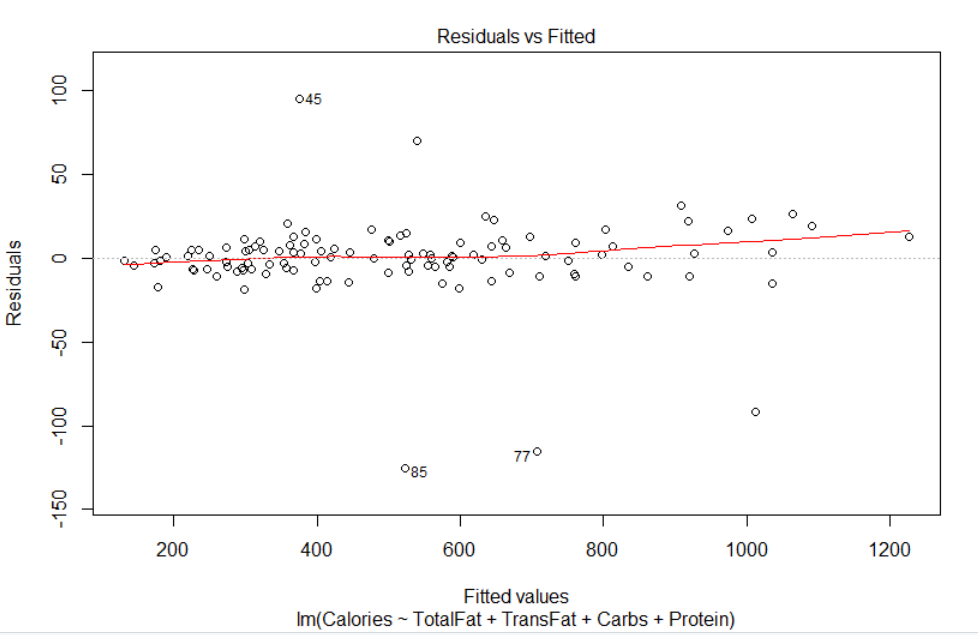 Residuals vs Fitted
100
50
0
-50
-100
-150
Residuals
45
77
85
200 400 600 800 1000 1200
Fitted values
lm(Calories ~ TotalFat + TransFat + Carbs + Protein)